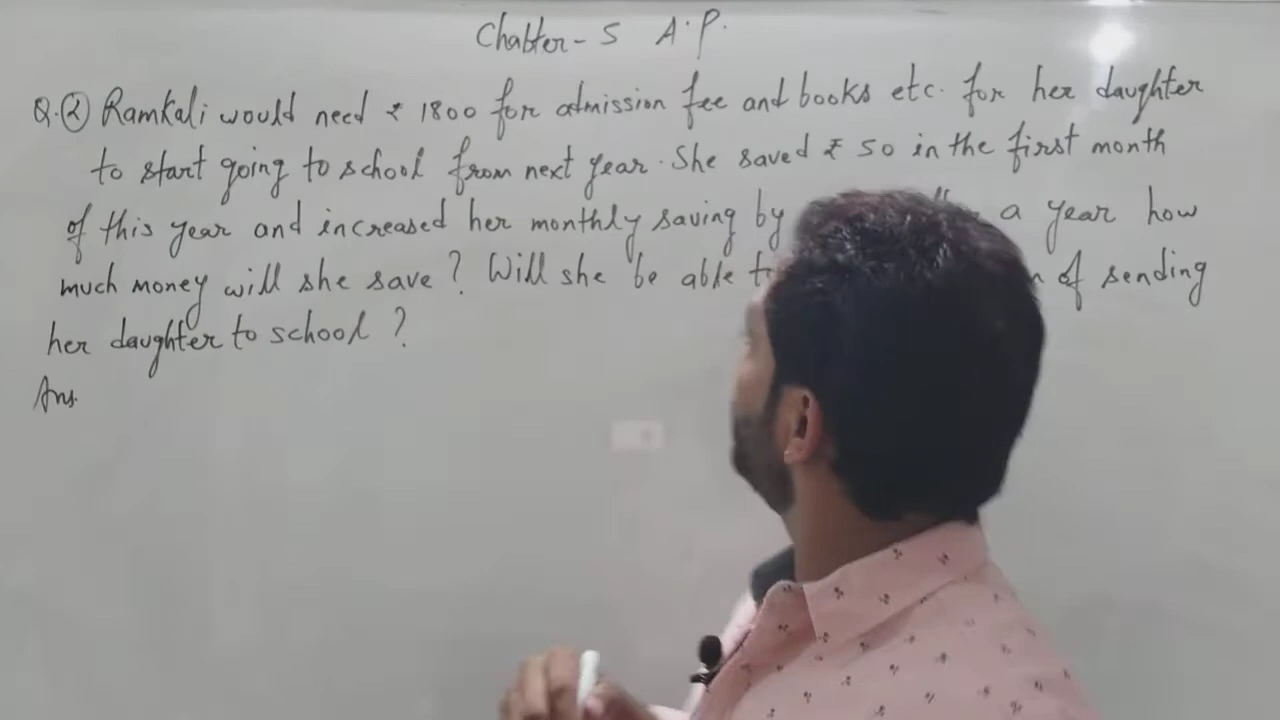 Chabter - 5 A.P.
Q.② Ramkali would need ₹ 1800 for admission fee and books etc. for her daughter
to start going to school from next year. She saved ₹ 50 in the first month
of this year and increased her monthly saving by a year how
much money will she save? Will she be able of sending
her daughter to school?
Ans.